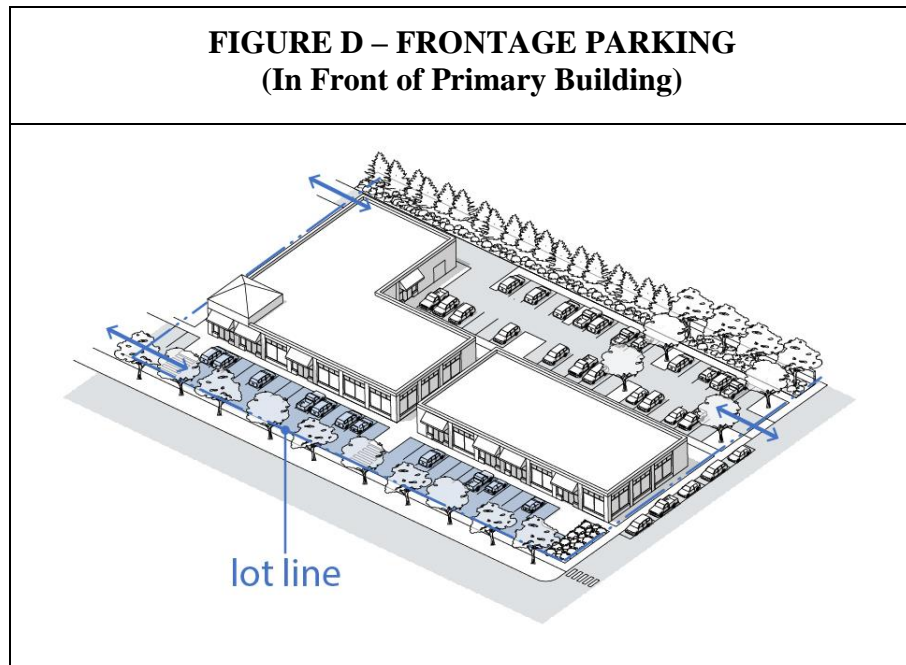 FIGURE D – FRONTAGE PARKING
(In Front of Primary Building)
lot line